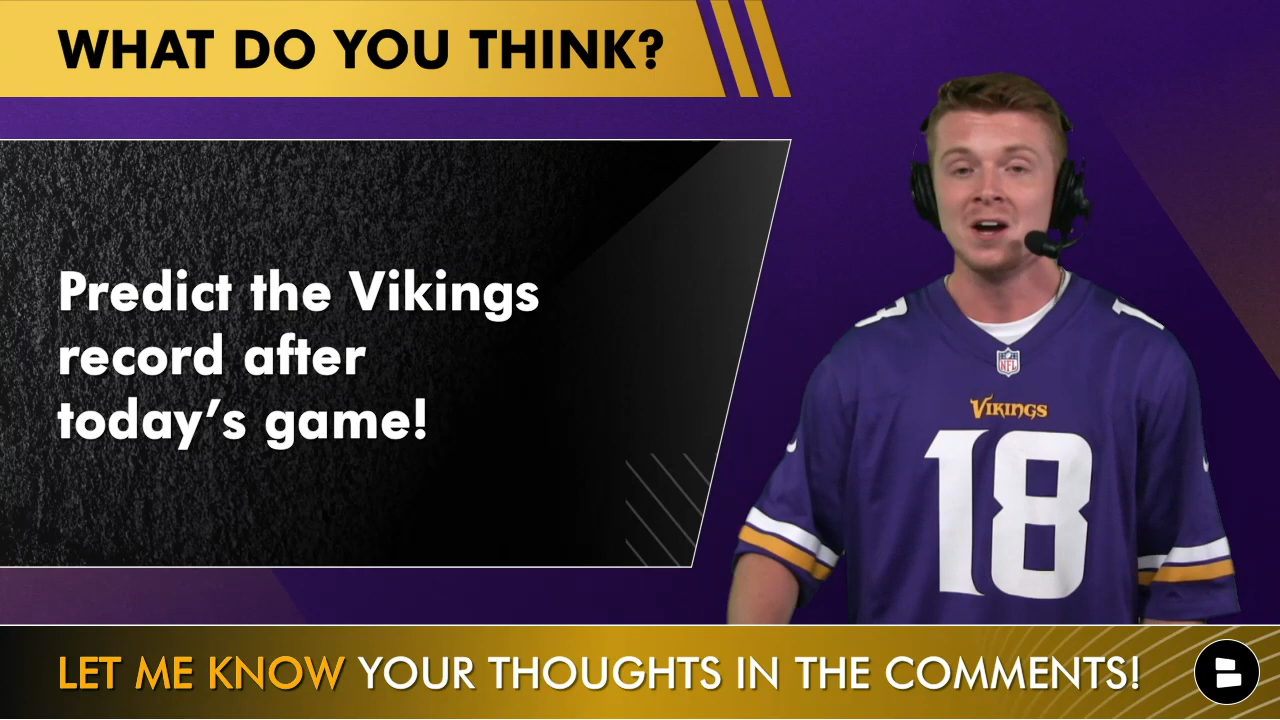 WHAT DO YOU THINK?
Predict the Vikings
record after
today's game!
NFL
VIKINGS
18
LET ME KNOW YOUR THOUGHTS IN THE COMMENTS!